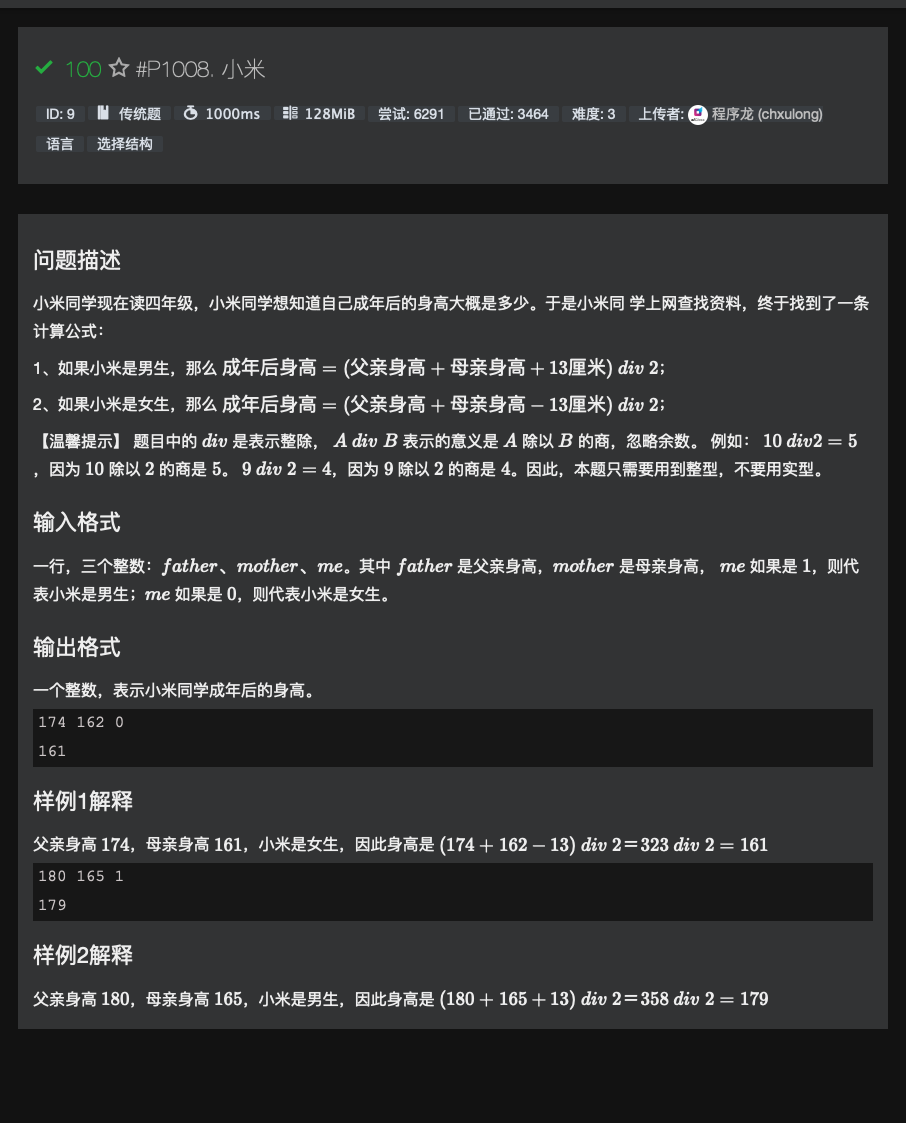 100 #P1008. 小米
ID: 9 传统题 1000ms 128MiB 尝试: 6291 已通过: 3464 难度: 3 上传者: 程序龙 (chxulong)
语言 选择结构
问题描述
小米同学现在读四年级，小米同学想知道自己成年后的身高大概是多少。于是小米同 学上网查找资料，终于找到了一条
计算公式：
1、如果小米是男生，那么 成年后身高 = (父亲身高 + 母亲身高 + 13厘米) div 2；
2、如果小米是女生，那么 成年后身高 = (父亲身高 + 母亲身高 − 13厘米) div 2；
【温馨提示】 题目中的 div 是表示整除， A div B 表示的意义是 A 除以 B 的商，忽略余数。 例如： 10 div2 = 5
，因为 10 除以 2 的商是 5。 9 div 2 = 4，因为 9 除以 2 的商是 4。因此，本题只需要用到整型，不要用实型。
输入格式
一行，三个整数：father、mother、me。其中 father 是父亲身高，mother 是母亲身高， me 如果是 1，则代
表小米是男生；me 如果是 0，则代表小米是女生。
输出格式
一个整数，表示小米同学成年后的身高。
174 162 0
161
样例1解释
父亲身高 174，母亲身高 161，小米是女生，因此身高是 (174 + 162 − 13) div 2=323 div 2 = 161
180 165 1
179
样例2解释
父亲身高 180，母亲身高 165，小米是男生，因此身高是 (180 + 165 + 13) div 2=358 div 2 = 179